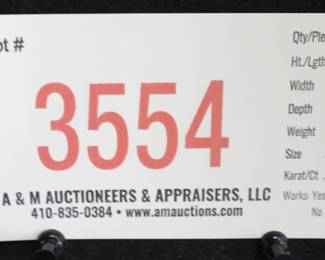 ot #
3554
A & M AUCTIONEERS & APPRAISERS, LLC
410-835-0384 • www.amauctions.com
Qty/Pie
Ht./Lgth
Width
Depth
Weight
Size
Karat/Ct
Works: Yes
No